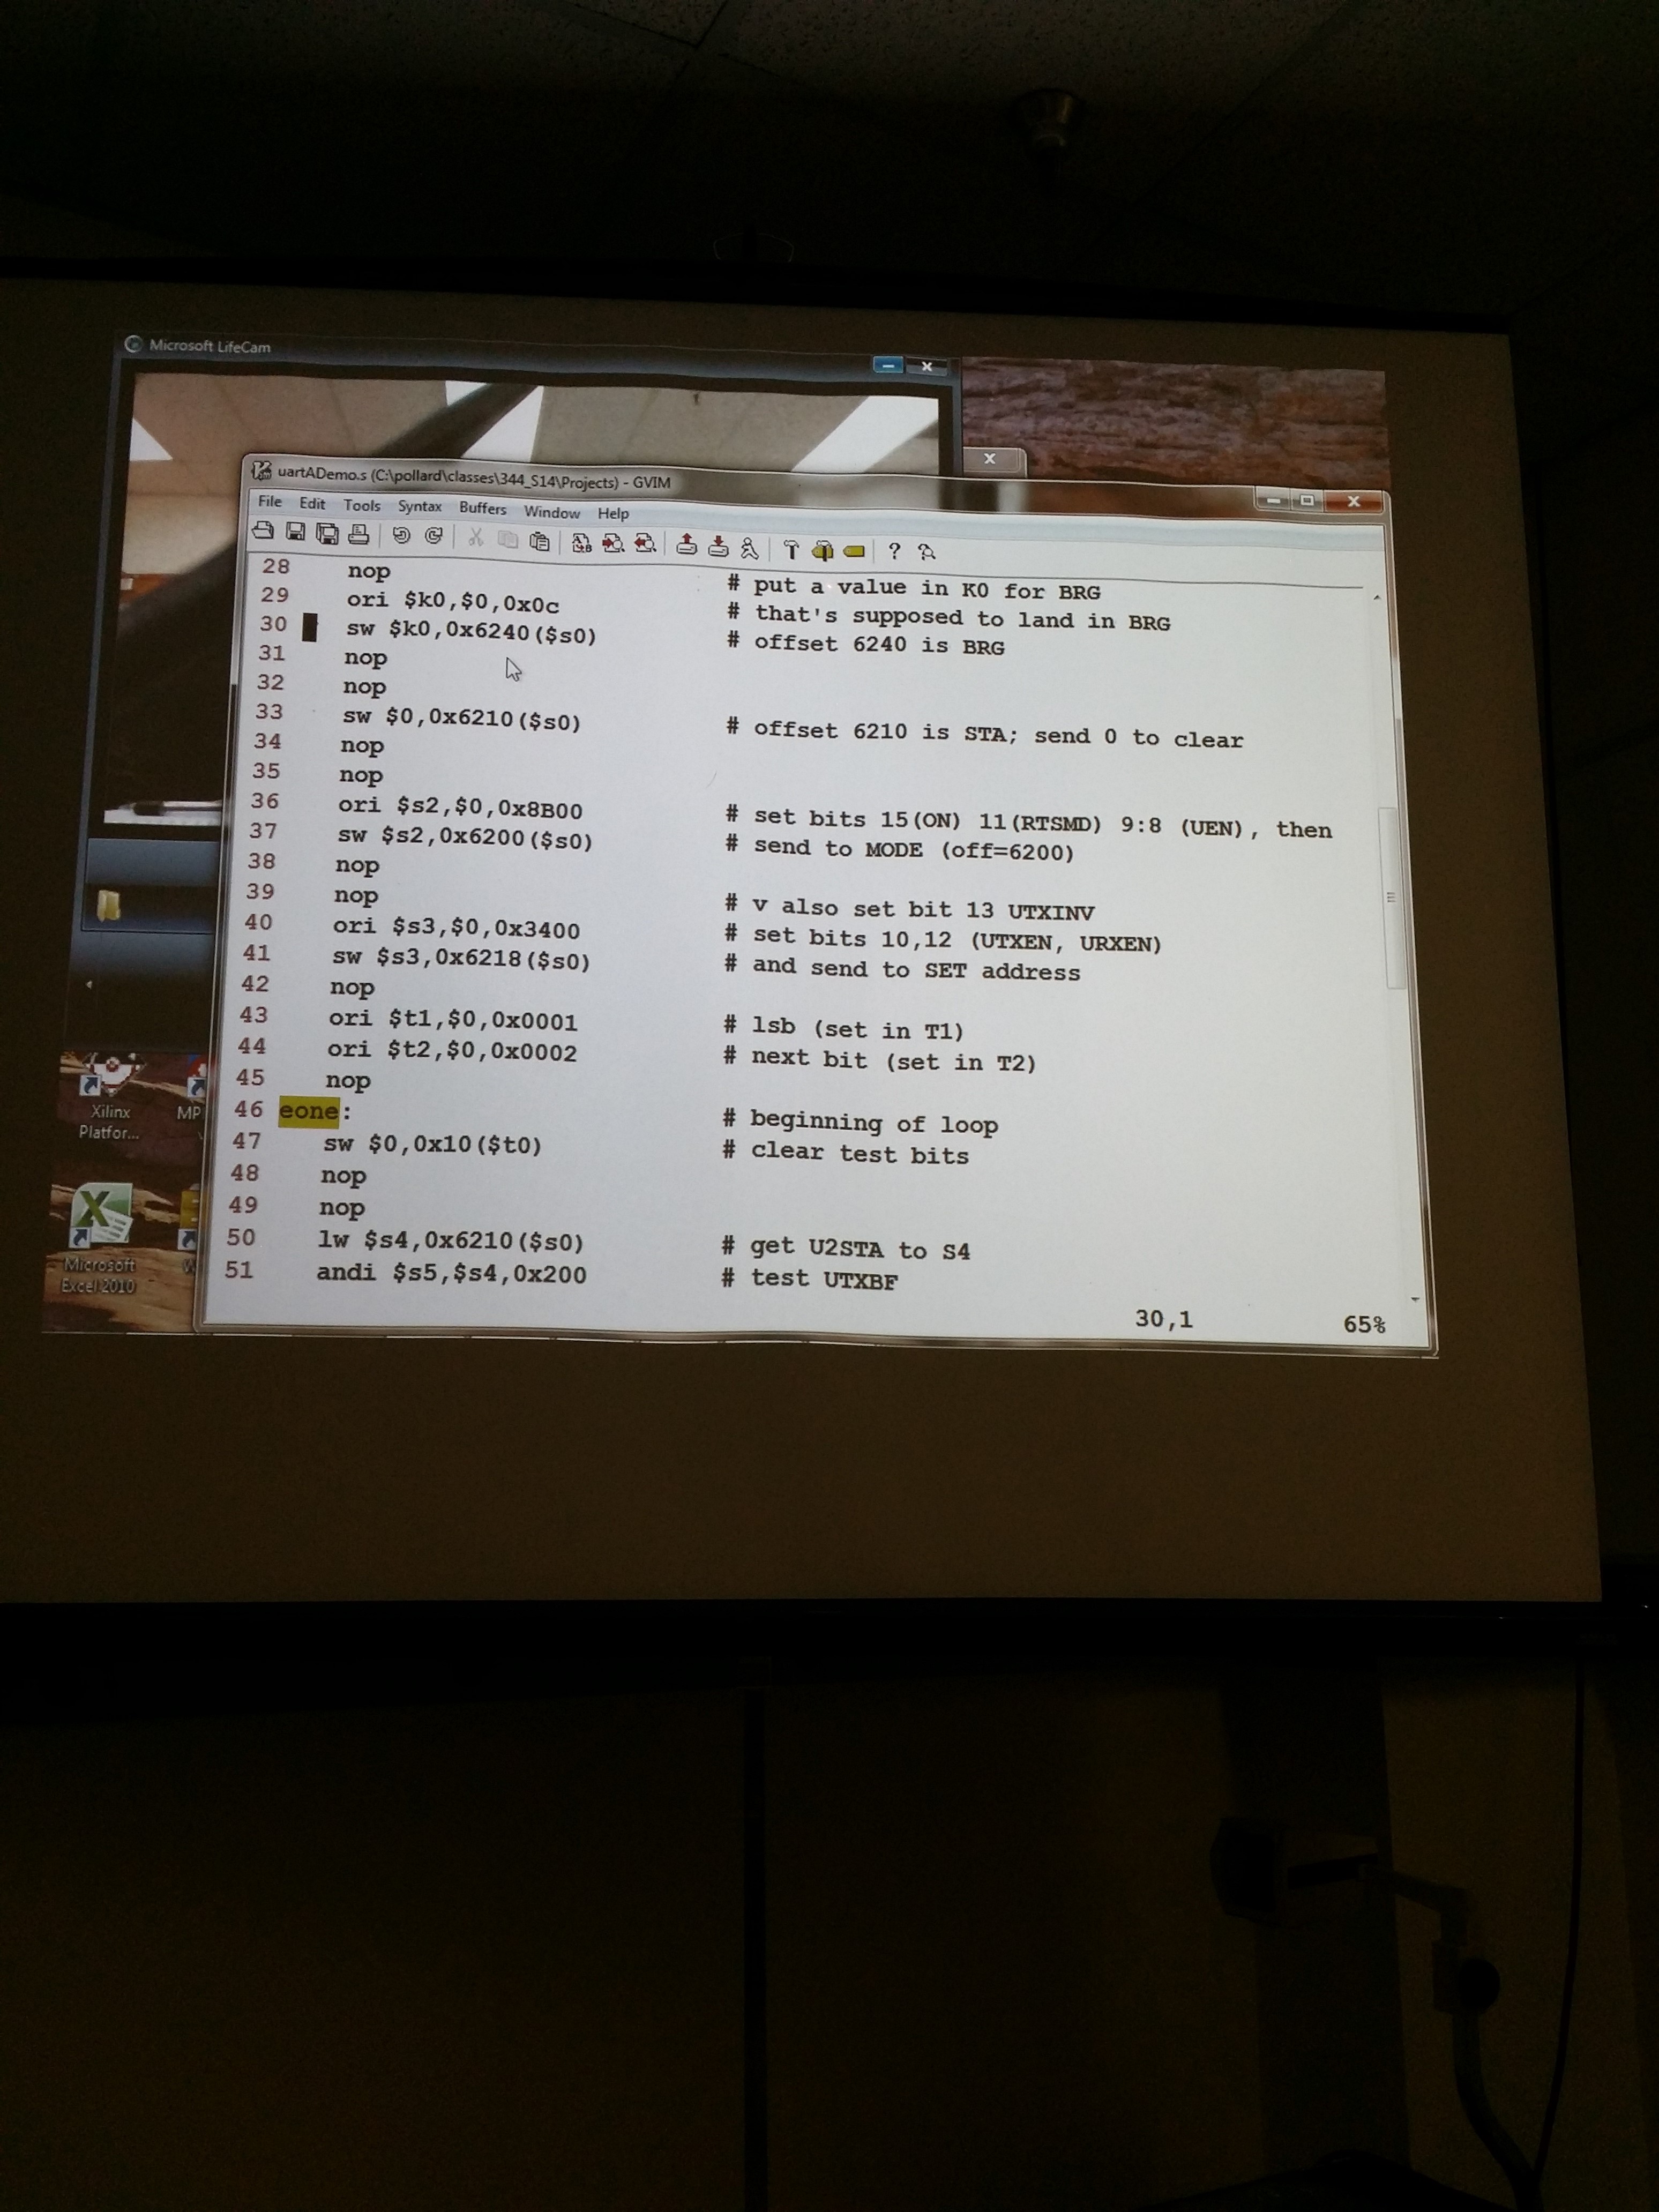 Microsoft LifeCam
uartADemo.s (C:\pollard\classes\344_S14\Projects) - GVIM
File Edit Tools Syntax Buffers Window Help
28 nop # put a value in K0 for BRG
29 ori $k0,$0,0x0c # that's supposed to land in BRG
30 sw $k0,0x6240($s0) # offset 6240 is BRG
31 nop
32 nop
33 sw $0,0x6210($s0) # offset 6210 is STA; send 0 to clear
34 nop
35 nop
36 ori $s2,$0,0x8B00 # set bits 15(ON) 11(RTSMD) 9:8 (UEN), then
37 sw $s2,0x6200($s0) # send to MODE (off=6200)
38 nop
39 nop # v also set bit 13 UTXINV
40 ori $s3,$0,0x3400 # set bits 10,12 (UTXEN, URXEN)
41 sw $s3,0x6218($s0) # and send to SET address
42 nop
43 ori $t1,$0,0x0001 # lsb (set in T1)
44 ori $t2,$0,0x0002 # next bit (set in T2)
45 nop
46 eone: # beginning of loop
47 sw $0,0x10($t0) # clear test bits
48 nop
49 nop
50 lw $s4,0x6210($s0) # get U2STA to S4
51 andi $s5,$s4,0x200 # test UTXBF
30,1 65%
Xilinx
Platfor...
MP
Microsoft
Excel 2010